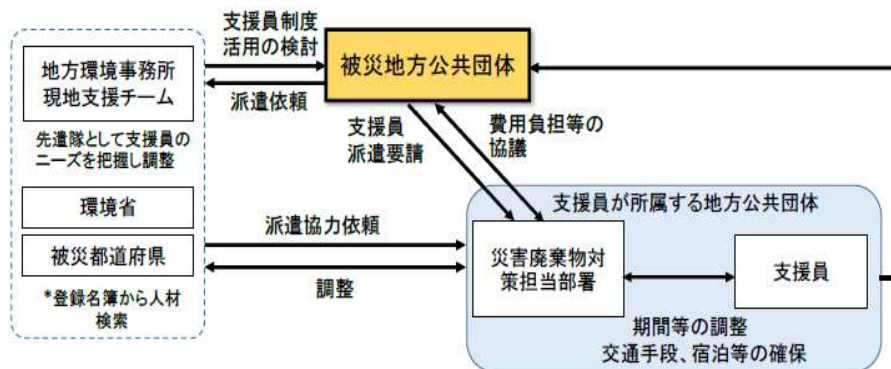 支援員制度
活用の検討
被災地方公共団体
地方環境事務所
現地支援チーム
派遣依頼
先遣隊として支援員の
ニーズを把握し調整
支援員
派遣要請
費用負担等の
協議
環境省
被災都道府県
派遣協力依頼
調整
*登録名簿から人材
検索
支援員が所属する地方公共団体
災害廃棄物対
策担当部署
支援員
期間等の調整
交通手段、宿泊等の確保